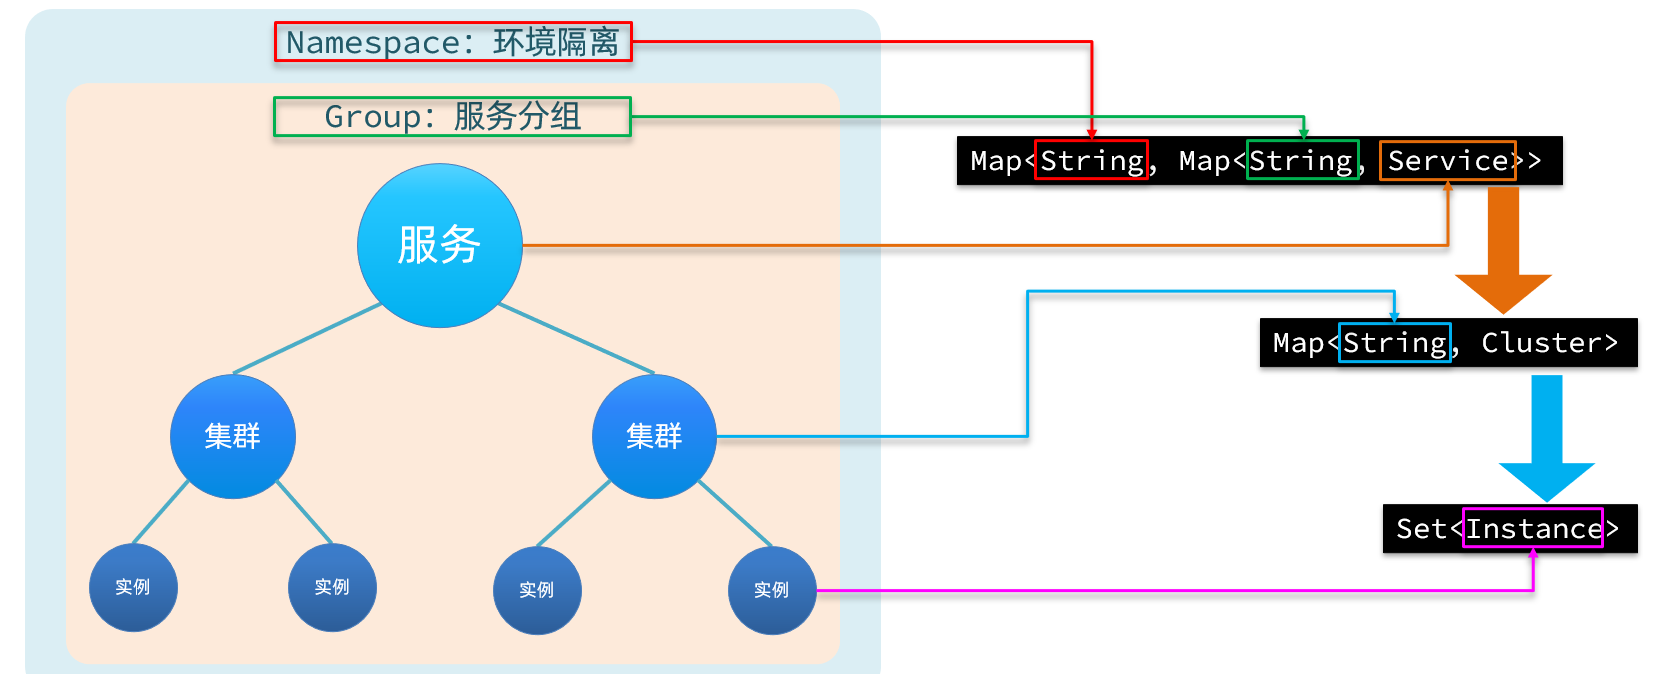 Namespace：环境隔离
Group：服务分组
Map<String, Map<String, Service>>
服务
Map<String, Cluster>
集群
集群
Set<Instance>
实例
实例
实例
实例